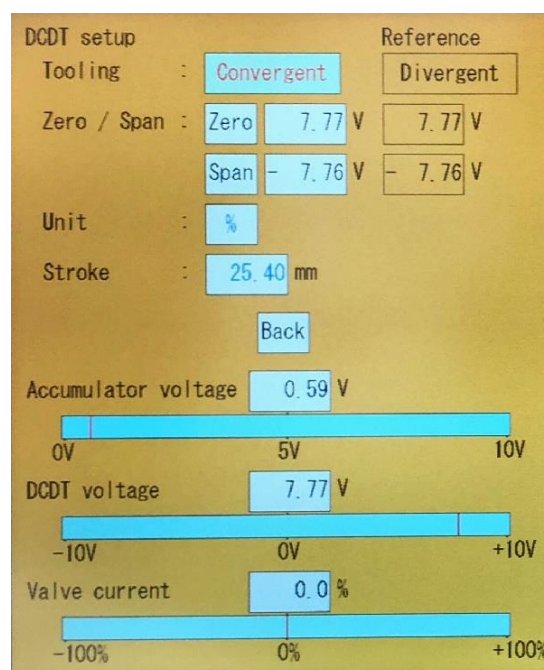 DCDT setup Reference
Tooling : Convergent Divergent
Zero / Span : Zero 7.77 V 7.77 V
Span - 7.76 V - 7.76 V
Unit : %
Stroke : 25.40 mm
Back
Accumulator voltage 0.59 V
0V 5V 10V
DCDT voltage 7.77 V
-10V 0V +10V
Valve current 0.0 %
-100% 0% +100%